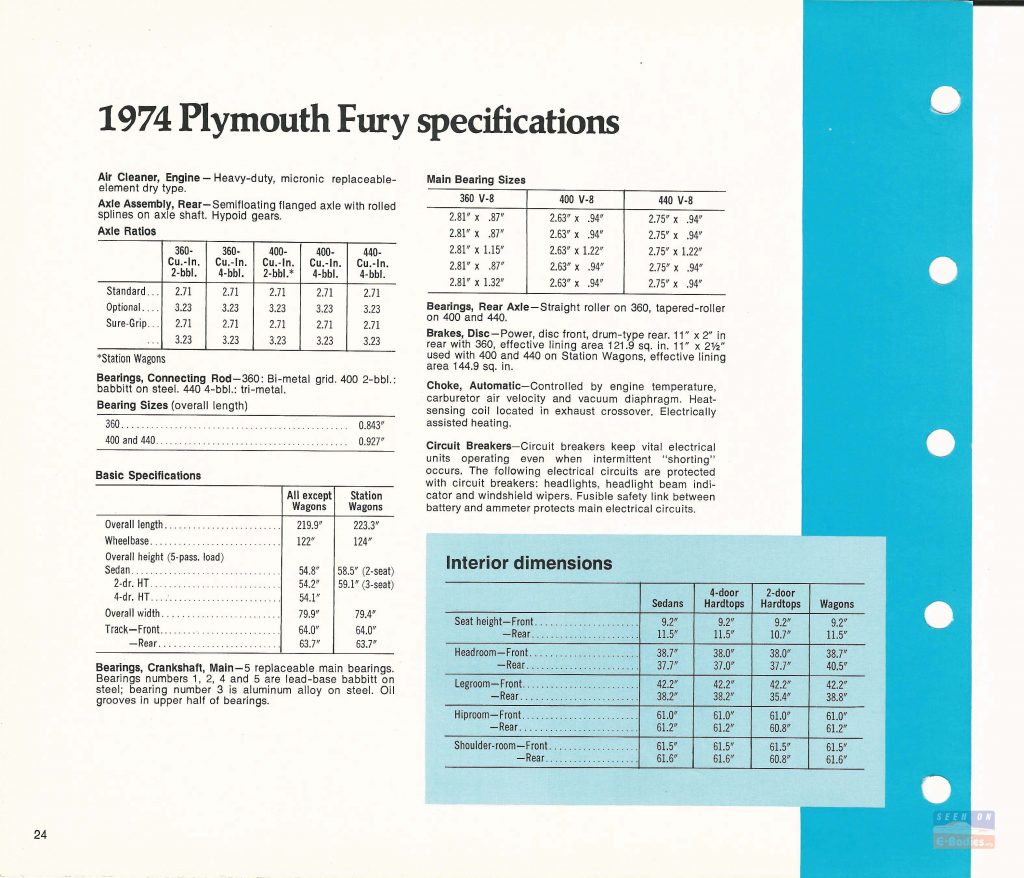 1974 Plymouth Fury specifications
Air Cleaner, Engine — Heavy-duty, micronic replaceable-
element dry type.
Axle Assembly, Rear—Semifloating flanged axle with rolled
splines on axle shaft. Hypoid gears.
Axle Ratios
360-Cu.-In. 2-bbl. 360-Cu.-In. 4-bbl. 400-Cu.-In. 2-bbl.* 400-Cu.-In. 4-bbl. 440-Cu.-In. 4-bbl.
Standard... 2.71 2.71 2.71 2.71 2.71
Optional.... 3.23 3.23 3.23 3.23 3.23
Sure-Grip... 2.71 2.71 2.71 2.71 2.71
... 3.23 3.23 3.23 3.23 3.23
*Station Wagons
Bearings, Connecting Rod—360: Bi-metal grid. 400 2-bbl.:
babbitt on steel. 440 4-bbl.: tri-metal.
Bearing Sizes (overall length)
360 0.843"
400 and 440 0.927"
Basic Specifications
All except Wagons Station Wagons
Overall length 219.9" 223.3"
Wheelbase 122" 124"
Overall height (5-pass. load)
Sedan 54.8" 58.5" (2-seat)
2-dr. HT 54.2" 59.1" (3-seat)
4-dr. HT 54.1"
Overall width 79.9" 79.4"
Track—Front 64.0" 64.0"
—Rear 63.7" 63.7"
Bearings, Crankshaft, Main—5 replaceable main bearings.
Bearings numbers 1, 2, 4 and 5 are lead-base babbitt on
steel; bearing number 3 is aluminum alloy on steel. Oil
grooves in upper half of bearings.
Main Bearing Sizes
360 V-8 400 V-8 440 V-8
2.81" x .87" 2.63" x .94" 2.75" x .94"
2.81" x .87" 2.63" x .94" 2.75" x .94"
2.81" x 1.15" 2.63" x 1.22" 2.75" x 1.22"
2.81" x .87" 2.63" x .94" 2.75" x .94"
2.81" x 1.32" 2.63" x .94" 2.75" x .94"
Bearings, Rear Axle—Straight roller on 360, tapered-roller
on 400 and 440.
Brakes, Disc—Power, disc front, drum-type rear. 11" x 2" in
rear with 360, effective lining area 121.9 sq. in. 11" x 2½"
used with 400 and 440 on Station Wagons, effective lining
area 144.9 sq. in.
Choke, Automatic—Controlled by engine temperature,
carburetor air velocity and vacuum diaphragm. Heat-
sensing coil located in exhaust crossover. Electrically
assisted heating.
Circuit Breakers—Circuit breakers keep vital electrical
units operating even when intermittent "shorting"
occurs. The following electrical circuits are protected
with circuit breakers: headlights, headlight beam indi-
cator and windshield wipers. Fusible safety link between
battery and ammeter protects main electrical circuits.
Interior dimensions
Sedans 4-door Hardtops 2-door Hardtops Wagons
Seat height—Front 9.2" 9.2" 9.2" 9.2"
—Rear 11.5" 11.5" 10.7" 11.5"
Headroom—Front 38.7" 38.0" 38.0" 38.7"
—Rear 37.7" 37.0" 37.7" 40.5"
Legroom—Front 42.2" 42.2" 42.2" 42.2"
—Rear 38.2" 38.2" 35.4" 38.8"
Hiproom—Front 61.0" 61.0" 61.0" 61.0"
—Rear 61.2" 61.2" 60.8" 61.2"
Shoulder-room—Front 61.5" 61.5" 61.5" 61.5"
—Rear 61.6" 61.6" 60.8" 61.6"
24
SEEN ON
E-Bodies.org